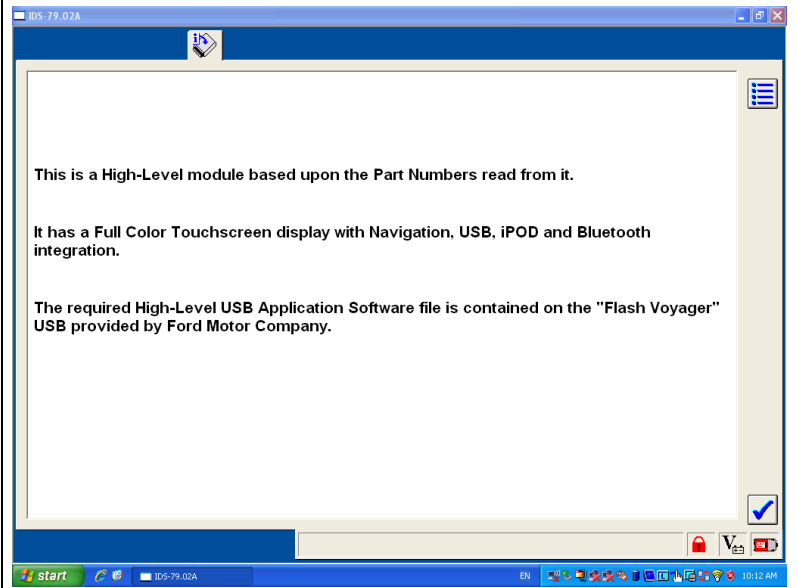 IDS-79.02A
This is a High-Level module based upon the Part Numbers read from it.
It has a Full Color Touchscreen display with Navigation, USB, iPOD and Bluetooth
integration.
The required High-Level USB Application Software file is contained on the "Flash Voyager"
USB provided by Ford Motor Company.
start
IDS-79.02A
EN
10:12 AM